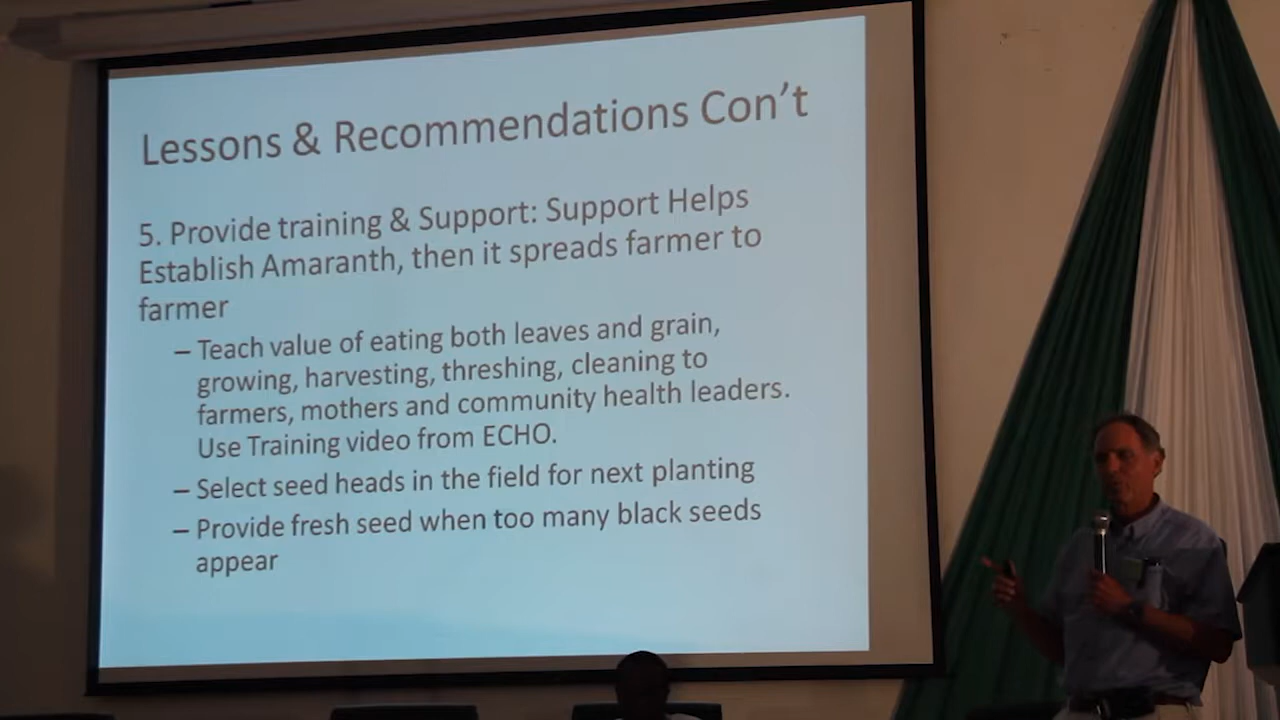 Lessons & Recommendations Con’t
5. Provide training & Support: Support Helps
Establish Amaranth, then it spreads farmer to
farmer
– Teach value of eating both leaves and grain,
growing, harvesting, threshing, cleaning to
farmers, mothers and community health leaders.
Use Training video from ECHO.
– Select seed heads in the field for next planting
– Provide fresh seed when too many black seeds
appear